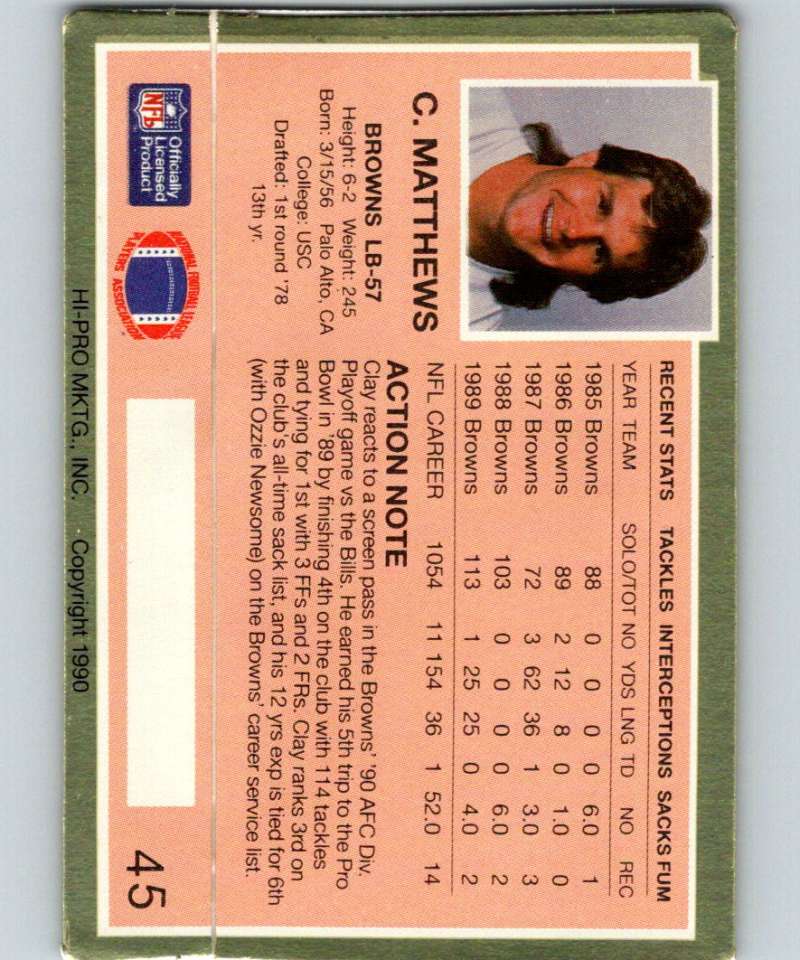 C. MATTHEWS
BROWNS LB-57
Height: 6-2 Weight: 245
Born: 3/15/56 Palo Alto, CA
College: USC
Drafted: 1st round '78
13th yr.
NFL
Officially
Licensed
Product
NATIONAL FOOTBALL LEAGUE
PLAYERS ASSOCIATION
RECENT STATS TACKLES INTERCEPTIONS SACKS FUM
YEAR TEAM SOLO/TOT NO YDS LNG TD NO REC
1985 Browns 88 0 0 0 0 6.0 1
1986 Browns 89 2 12 8 0 1.0 0
1987 Browns 72 3 62 36 1 3.0 3
1988 Browns 103 0 0 0 0 6.0 2
1989 Browns 113 1 25 25 0 4.0 2
NFL CAREER 1054 11 154 36 1 52.0 14
ACTION NOTE
Clay reacts to a screen pass in the Browns' '90 AFC Div.
Playoff game vs the Bills. He earned his 5th trip to the Pro
Bowl in '89 by finishing 4th on the club with 114 tackles
and tying for 1st with 3 FFs and 2 FRs. Clay ranks 3rd on
the club's all-time sack list, and his 12 yrs exp is tied for 6th
(with Ozzie Newsome) on the Browns' career service list.
45
HI-PRO MKTG., INC. Copyright 1990